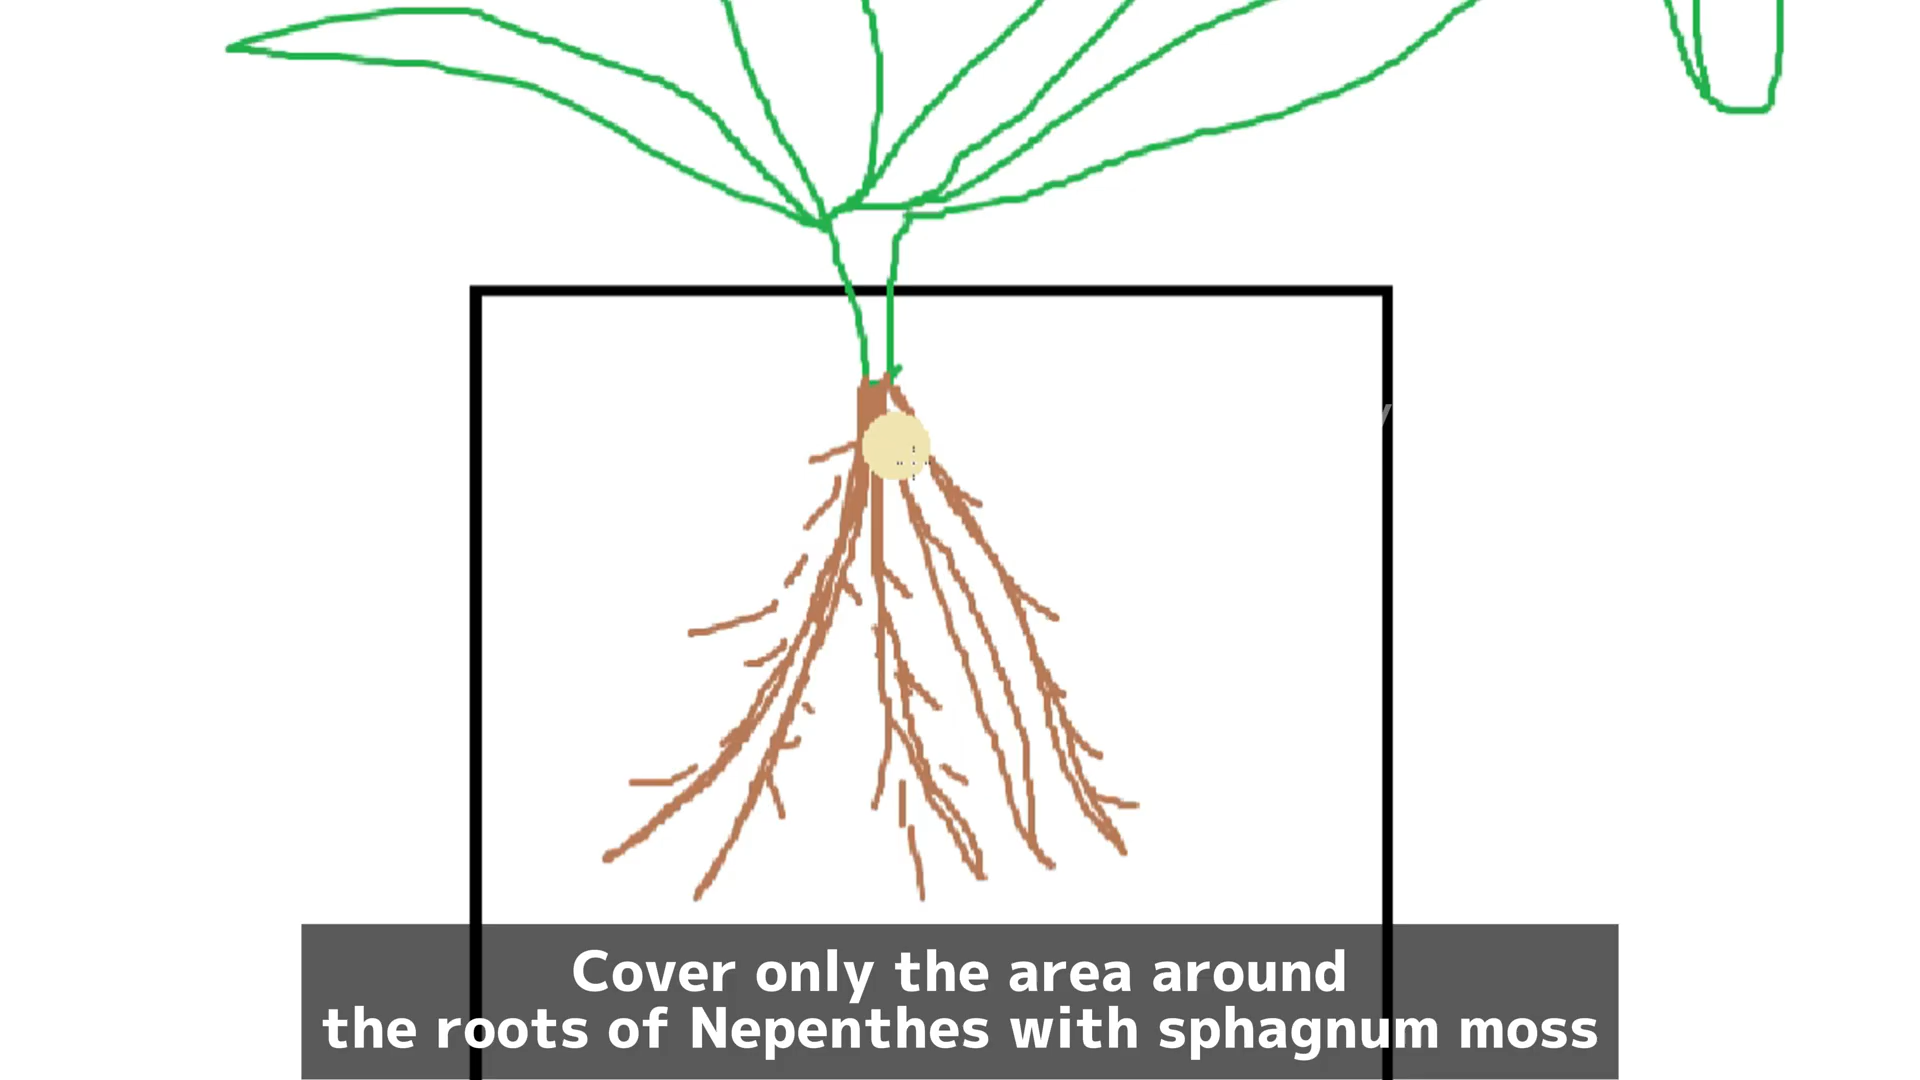 Cover only the area around
the roots of Nepenthes with sphagnum moss